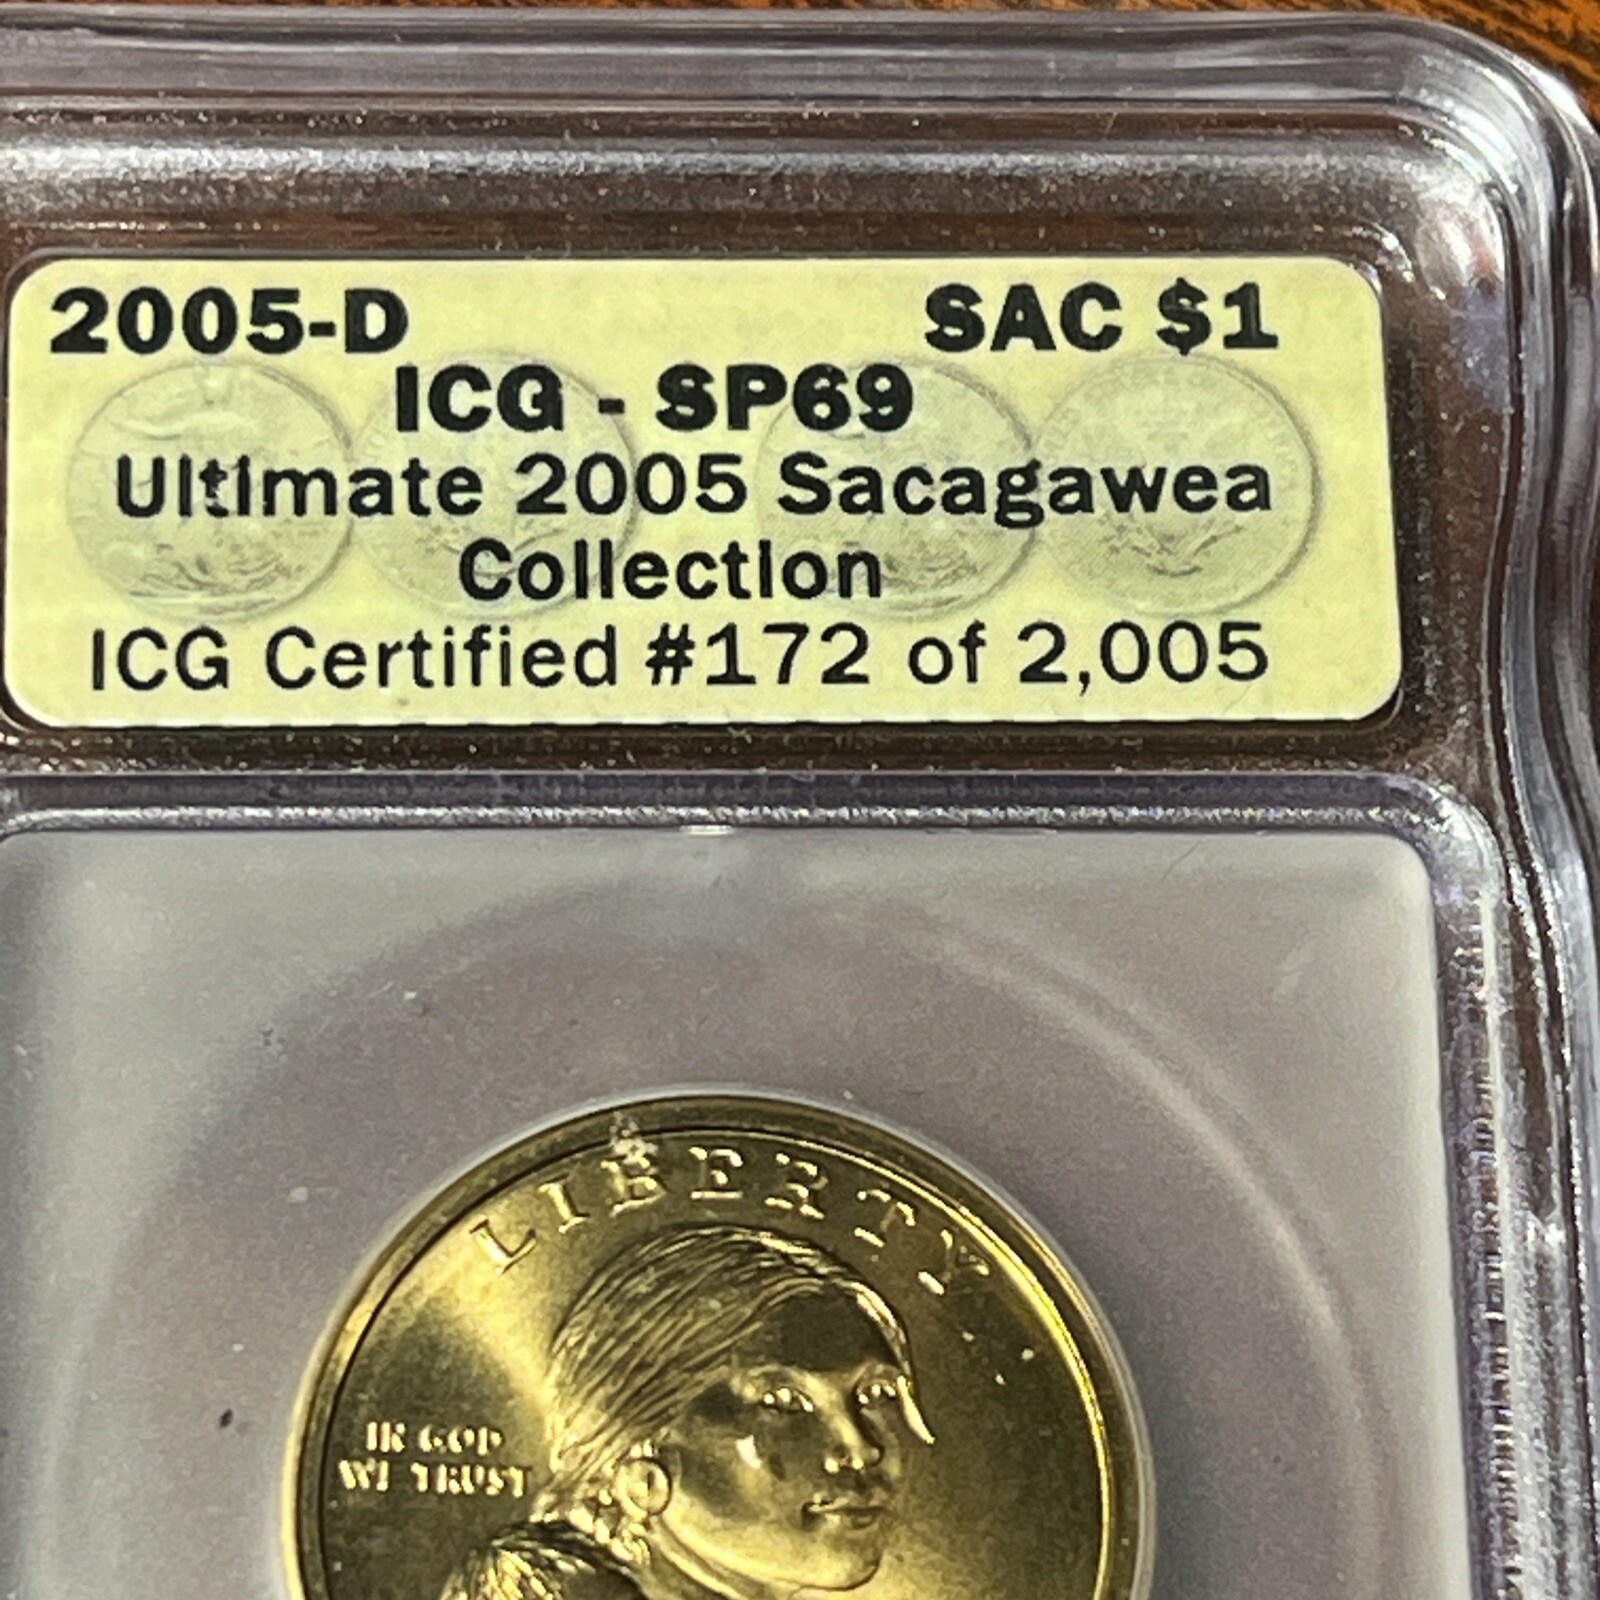 2005-D SAC $1
ICG - SP69
Ultimate 2005 Sacagawea
Collection
ICG Certified #172 of 2,005
LIBERTY
IN GOD
WE TRUST